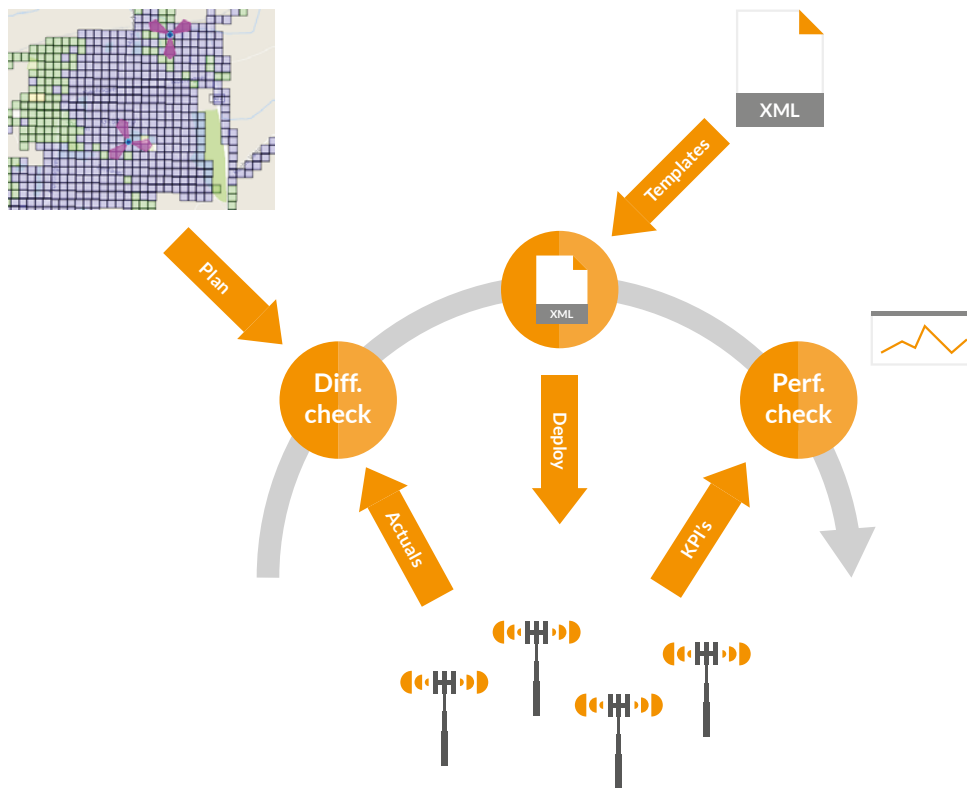 XML
Templates
Plan
XML
Diff.
check
Perf.
check
Deploy
Actuals
KPI's